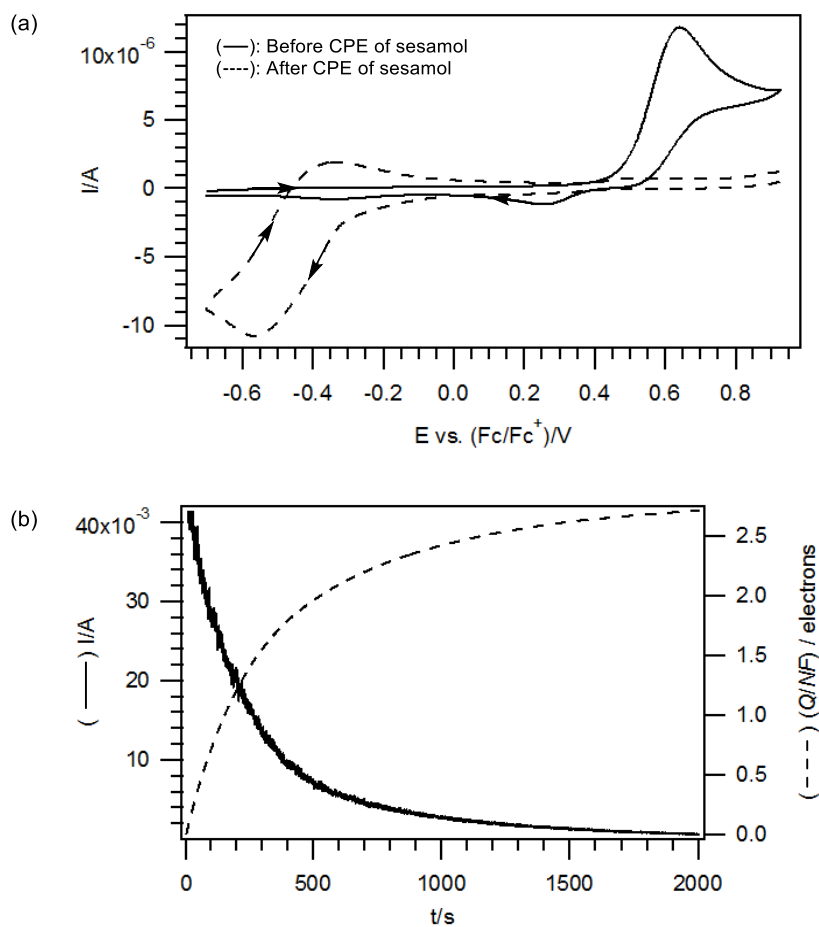 (a)
(—): Before CPE of sesamol
(----): After CPE of sesamol
10x10⁻⁶
5
0
-5
-10
I/A
-0.6 -0.4 -0.2 0.0 0.2 0.4 0.6 0.8
E vs. (Fc/Fc⁺)/V
(b)
40x10⁻³
30
20
10
(——) I/A
2.5
2.0
1.5
1.0
0.5
0.0
(----) (Q/NF) / electrons
0 500 1000 1500 2000
t/s